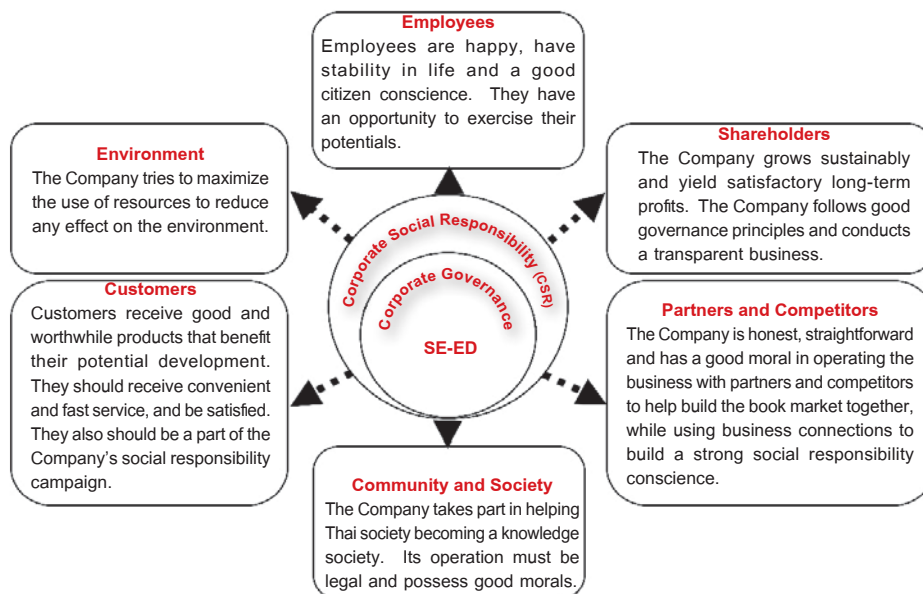 Employees
Employees are happy, have
stability in life and a good
citizen conscience. They have
an opportunity to exercise their
potentials.
Environment
The Company tries to maximize
the use of resources to reduce
any effect on the environment.
Shareholders
The Company grows sustainably
and yield satisfactory long-term
profits. The Company follows good
governance principles and conducts
a transparent business.
Corporate Social Responsibility (CSR)
Corporate Governance
SE-ED
Customers
Customers receive good and
worthwhile products that benefit
their potential development.
They should receive convenient
and fast service, and be satisfied.
They also should be a part of the
Company's social responsibility
campaign.
Partners and Competitors
The Company is honest, straightforward
and has a good moral in operating the
business with partners and competitors
to help build the book market together,
while using business connections to
build a strong social responsibility
conscience.
Community and Society
The Company takes part in helping
Thai society becoming a knowledge
society. Its operation must be
legal and possess good morals.